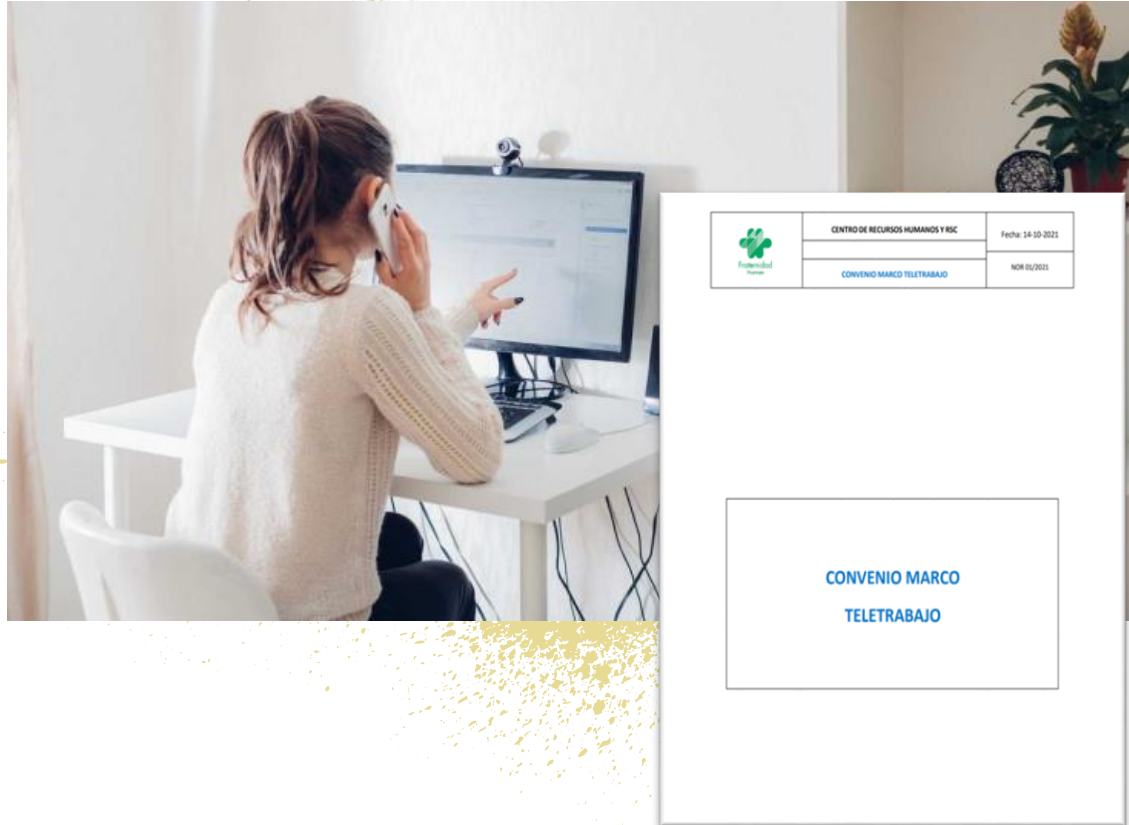 Fraternidad
CENTRO DE RECURSOS HUMANOS Y RSC
CONVENIO MARCO TELETRABAJO
Fecha: 14-10-2021
NOR 01/2021
CONVENIO MARCO
TELETRABAJO